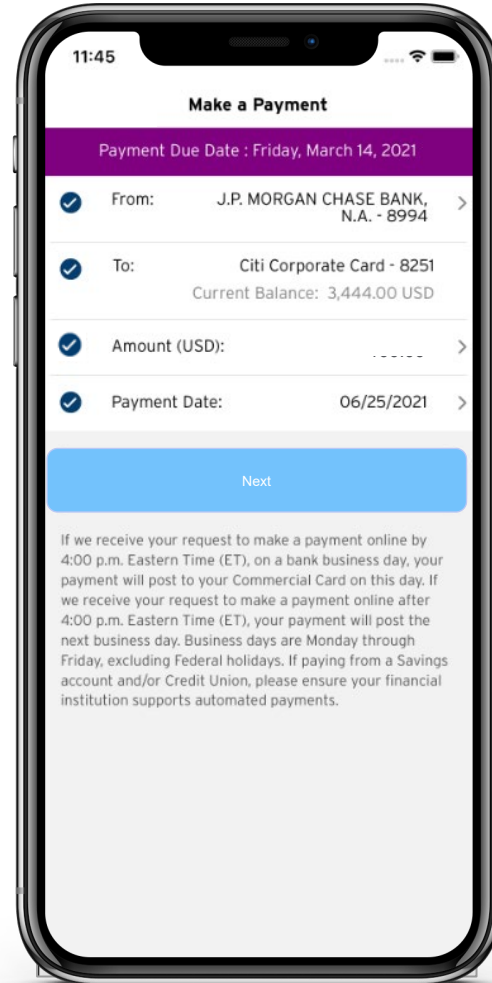 11:45
Make a Payment
Payment Due Date : Friday, March 14, 2021
From: J.P. MORGAN CHASE BANK,
N.A. - 8994
To: Citi Corporate Card - 8251
Current Balance: 3,444.00 USD
Amount (USD):
Payment Date: 06/25/2021
Next
If we receive your request to make a payment online by
4:00 p.m. Eastern Time (ET), on a bank business day, your
payment will post to your Commercial Card on this day. If
we receive your request to make a payment online after
4:00 p.m. Eastern Time (ET), your payment will post the
next business day. Business days are Monday through
Friday, excluding Federal holidays. If paying from a Savings
account and/or Credit Union, please ensure your financial
institution supports automated payments.